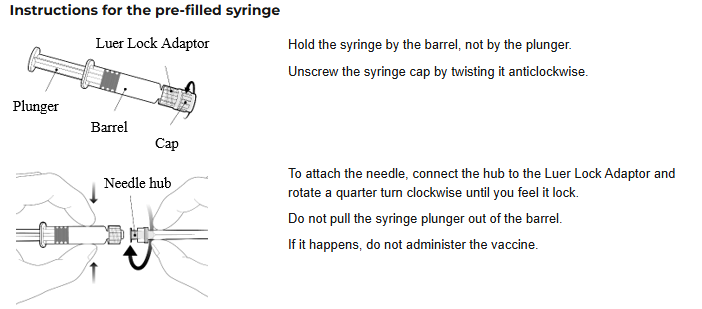 Instructions for the pre-filled syringe
Luer Lock Adaptor
Plunger
Barrel
Cap
Hold the syringe by the barrel, not by the plunger.
Unscrew the syringe cap by twisting it anticlockwise.
Needle hub
To attach the needle, connect the hub to the Luer Lock Adaptor and
rotate a quarter turn clockwise until you feel it lock.
Do not pull the syringe plunger out of the barrel.
If it happens, do not administer the vaccine.